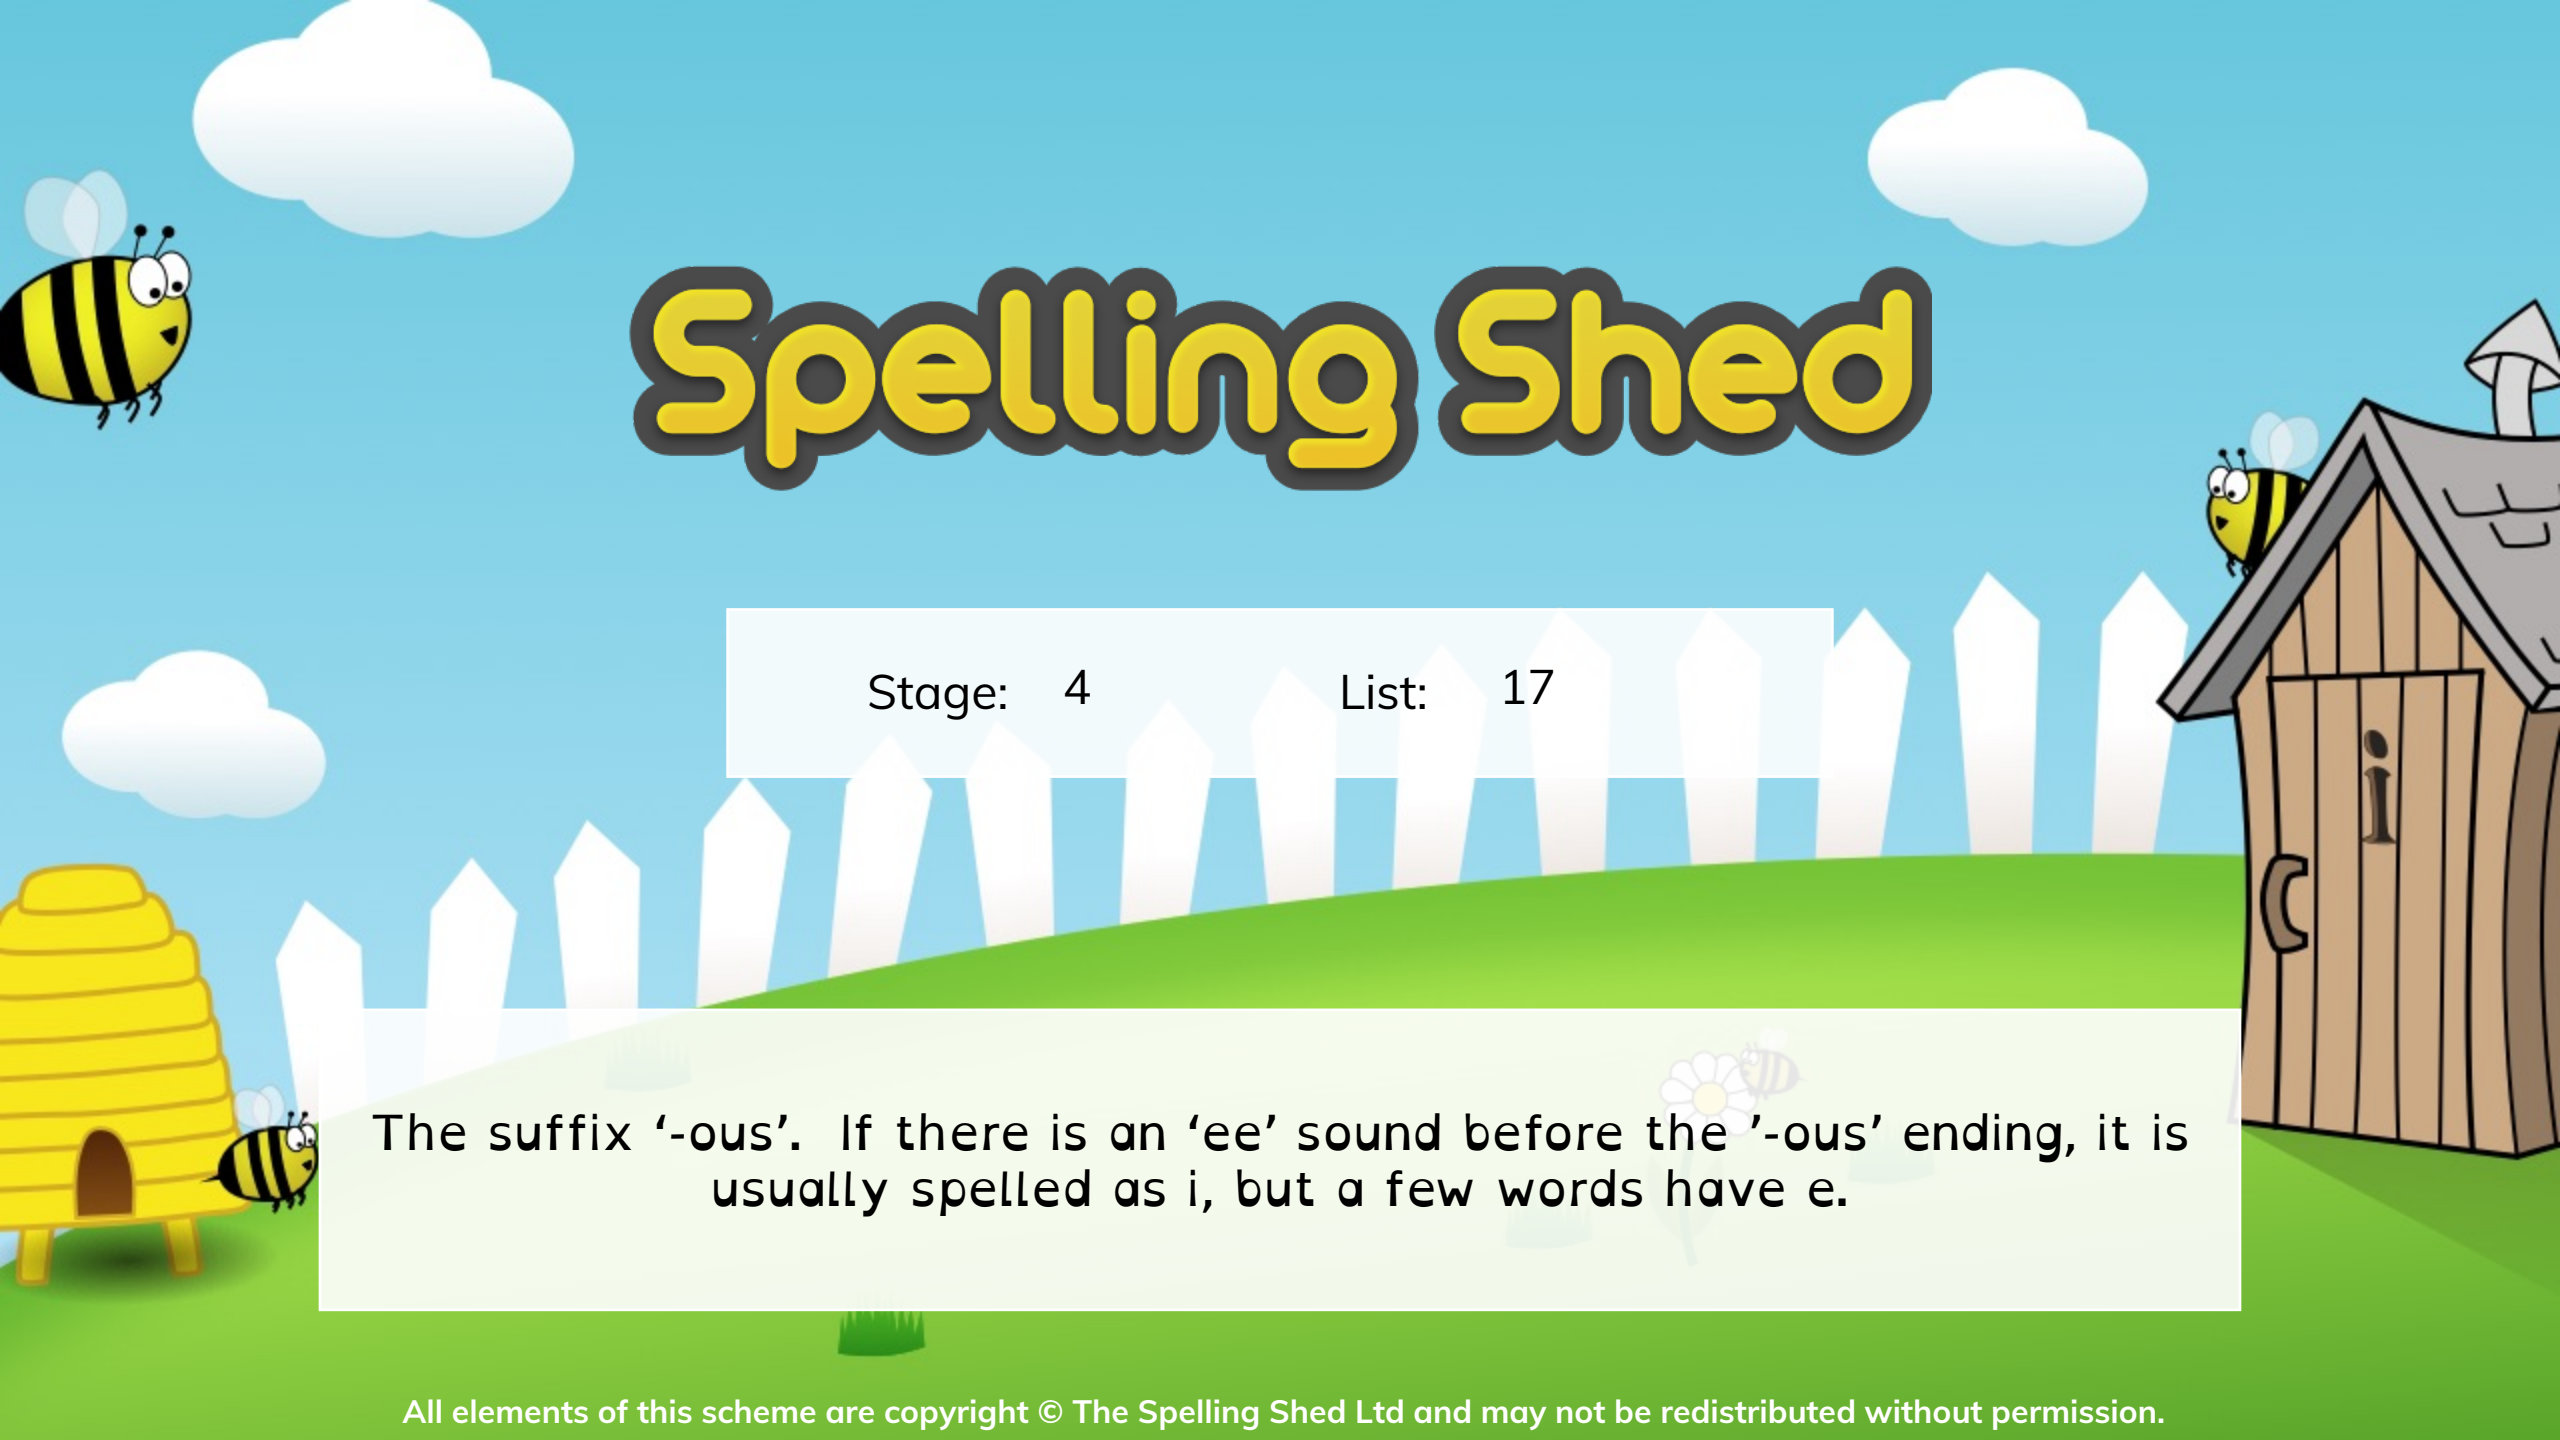 Spelling Shed
Stage: 4 List: 17
The suffix ‘-ous’. If there is an ‘ee’ sound before the ’-ous’ ending, it is
usually spelled as i, but a few words have e.
i
All elements of this scheme are copyright © The Spelling Shed Ltd and may not be redistributed without permission.